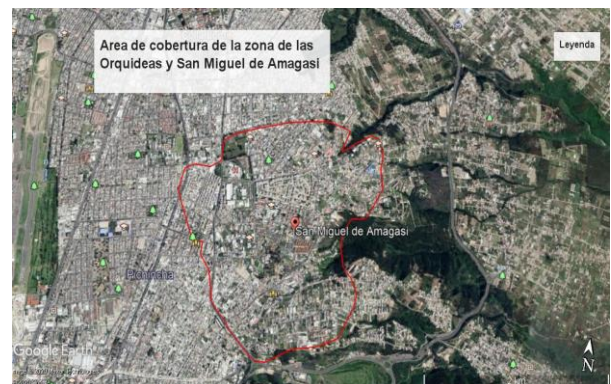 Area de cobertura de la zona de las
Orquideas y San Miguel de Amagasi
Leyenda
San Miguel de Amagasi
Pichincha
Google Earth
N